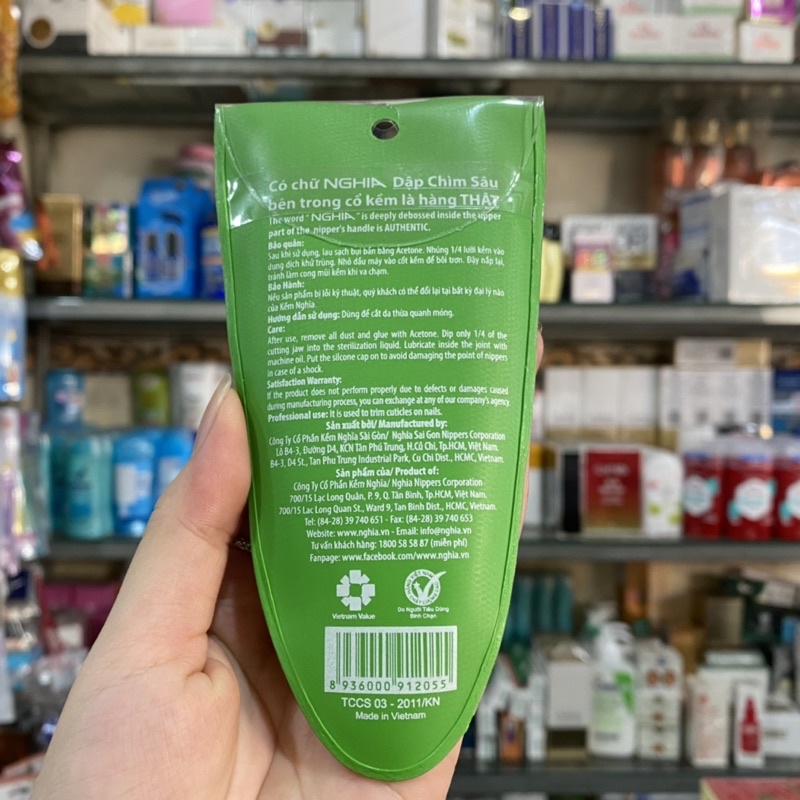 Có chữ NGHIA Dập Chìm Sâu
bên trong cổ kềm là hàng THẬT
The word "NGHIA" is deeply debossed inside the upper
part of the nipper's handle is AUTHENTIC.
Bảo quản:
Sau khi sử dụng, lau sạch bụi bẩn bằng Acetone. Nhúng 1/4 lưỡi kềm vào
dung dịch khử trùng. Nhỏ dầu máy vào cốt kềm để bôi trơn. Đậy nắp lại,
tránh làm cong mũi kềm khi va chạm.
Bảo Hành:
Nếu sản phẩm bị lỗi kỹ thuật, quý khách có thể đổi lại tại bất kỳ đại lý nào
của Kềm Nghĩa.
Hướng dẫn sử dụng: Dùng để cắt da thừa quanh móng.
Care:
After use, remove all dust and glue with Acetone. Dip only 1/4 of the
cutting jaw into the sterilization liquid. Lubricate inside the joint with
machine oil. Put the silcone cap on to avoid damaging the point of nippers
in case of a shock.
Satisfaction Warranty:
If the product does not perform properly due to defects or damages caused
during manufacturing process, you can exchange at any of our company's agency.
Professional use: it is used to trim cuticles on nails.
Sản xuất bởi/ Manufactured by:
Công Ty Cổ Phần Kềm Nghĩa Sài Gòn/ Nghia Sai Gon Nippers Corporation
Lô B4-3, Đường D4, KCN Tân Phú Trung, H.Củ Chi, Tp.HCM, Việt Nam.
B4-3, D4 St., Tan Phu Trung Industrial Park, Cu Chi Dist., HCMC, Vietnam.
Sản phẩm của/ Product of:
Công Ty Cổ Phần Kềm Nghĩa/ Nghia Nippers Corporation
700/15 Lạc Long Quân, P. 9, Q. Tân Bình, Tp.HCM, Việt Nam.
700/15 Lac Long Quan St., Ward 9, Tan Binh Dist., HCMC, Vietnam.
Tel: (84-28) 39 740 651 - Fax: (84-28) 39 740 653
Website: www.nghia.vn - Email: info@nghia.vn
Tư vấn khách hàng: 1800 58 58 87 (miễn phí)
Fanpage: www.facebook.com/www.nghia.vn
Vietnam Value
Do Người Tiêu Dùng
Bình Chọn
8 936000 912055
TCCS 03 - 2011/KN
Made in Vietnam